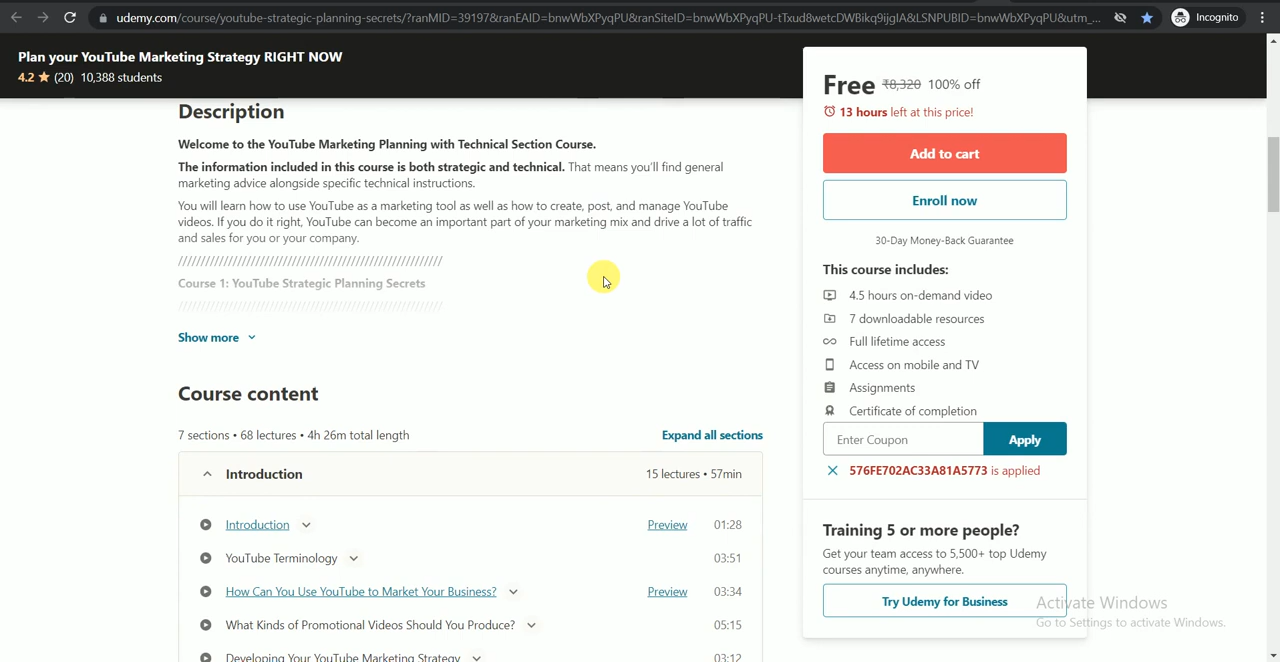 udemy.com/course/youtube-strategic-planning-secrets/?ranMID=39197&ranEAID=bnwWbXPyqPU&ranSiteID=bnwWbXPyqPU-tTxud8wetcDWBikq9ijgIA&LSNPUBID=bnwWbXPyqPU&utm_...
Incognito
Plan your YouTube Marketing Strategy RIGHT NOW
4.2 ★ (20) 10,388 students
Description
Welcome to the YouTube Marketing Planning with Technical Section Course.
The information included in this course is both strategic and technical. That means you'll find general
marketing advice alongside specific technical instructions.
You will learn how to use YouTube as a marketing tool as well as how to create, post, and manage YouTube
videos. If you do it right, YouTube can become an important part of your marketing mix and drive a lot of traffic
and sales for you or your company.
////////////////////////////////////////////////////////////
Course 1: YouTube Strategic Planning Secrets
////////////////////////////////////////////////////////////
Show more
Course content
7 sections • 68 lectures • 4h 26m total length
Expand all sections
Introduction 15 lectures • 57min
Introduction Preview 01:28
YouTube Terminology 03:51
How Can You Use YouTube to Market Your Business? Preview 03:34
What Kinds of Promotional Videos Should You Produce? 05:15
Developing Your YouTube Marketing Strategy 03:12
Free ₹8,320 100% off
13 hours left at this price!
Add to cart
Enroll now
30-Day Money-Back Guarantee
This course includes:
4.5 hours on-demand video
7 downloadable resources
Full lifetime access
Access on mobile and TV
Assignments
Certificate of completion
Enter Coupon Apply
576FE702AC33A81A5773 is applied
Training 5 or more people?
Get your team access to 5,500+ top Udemy
courses anytime, anywhere.
Try Udemy for Business
Activate Windows
Go to Settings to activate Windows.